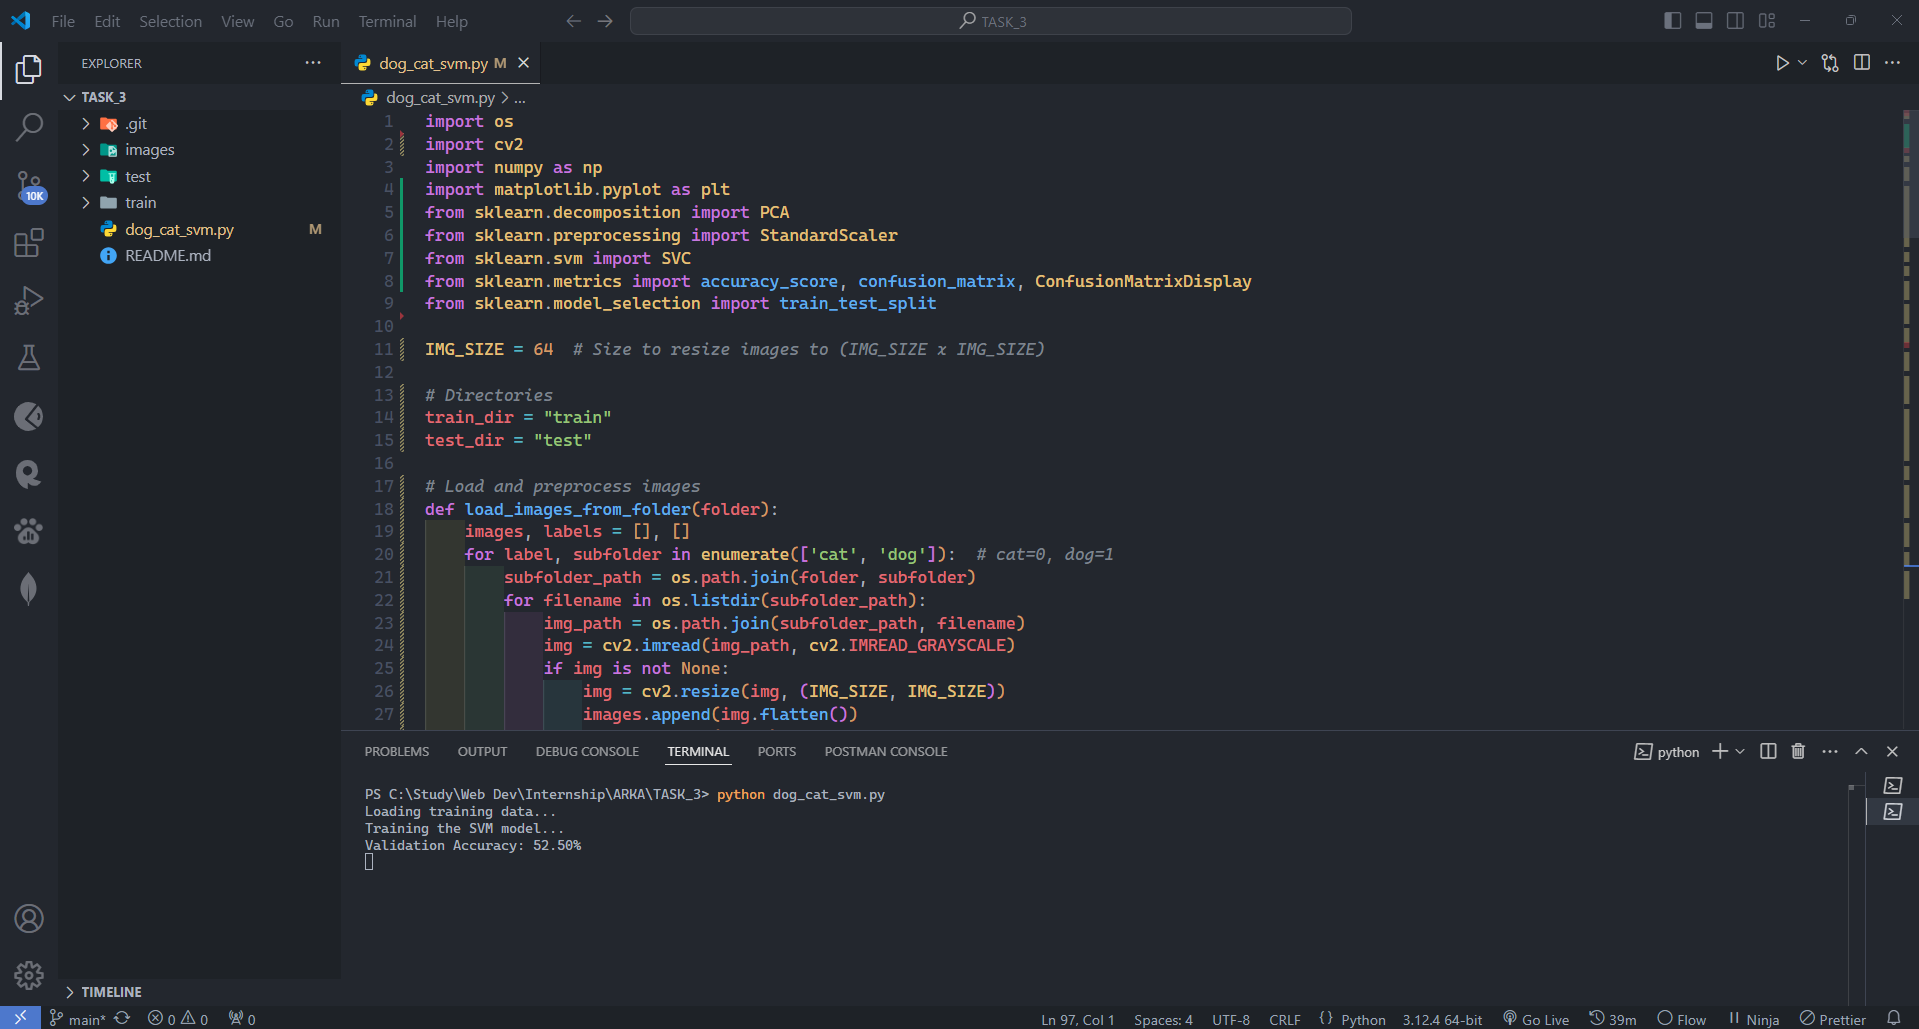 File Edit Selection View Go Run Terminal Help
TASK_3
EXPLORER
dog_cat_svm.py M
TASK_3
.git
images
test
train
dog_cat_svm.py M
README.md
10K
dog_cat_svm.py > ...
1 import os
2 import cv2
3 import numpy as np
4 import matplotlib.pyplot as plt
5 from sklearn.decomposition import PCA
6 from sklearn.preprocessing import StandardScaler
7 from sklearn.svm import SVC
8 from sklearn.metrics import accuracy_score, confusion_matrix, ConfusionMatrixDisplay
9 from sklearn.model_selection import train_test_split
10
11 IMG_SIZE = 64  # Size to resize images to (IMG_SIZE x IMG_SIZE)
12
13 # Directories
14 train_dir = "train"
15 test_dir = "test"
16
17 # Load and preprocess images
18 def load_images_from_folder(folder):
19     images, labels = [], []
20     for label, subfolder in enumerate(['cat', 'dog']):  # cat=0, dog=1
21         subfolder_path = os.path.join(folder, subfolder)
22         for filename in os.listdir(subfolder_path):
23             img_path = os.path.join(subfolder_path, filename)
24             img = cv2.imread(img_path, cv2.IMREAD_GRAYSCALE)
25             if img is not None:
26                 img = cv2.resize(img, (IMG_SIZE, IMG_SIZE))
27                 images.append(img.flatten())
PROBLEMS OUTPUT DEBUG CONSOLE TERMINAL PORTS POSTMAN CONSOLE
python
PS C:\Study\Web Dev\Internship\ARKA\TASK_3> python dog_cat_svm.py
Loading training data...
Training the SVM model...
Validation Accuracy: 52.50%
TIMELINE
main* 0 0 0 Ln 97, Col 1 Spaces: 4 UTF-8 CRLF {} Python 3.12.4 64-bit Go Live 39m Flow Ninja Prettier